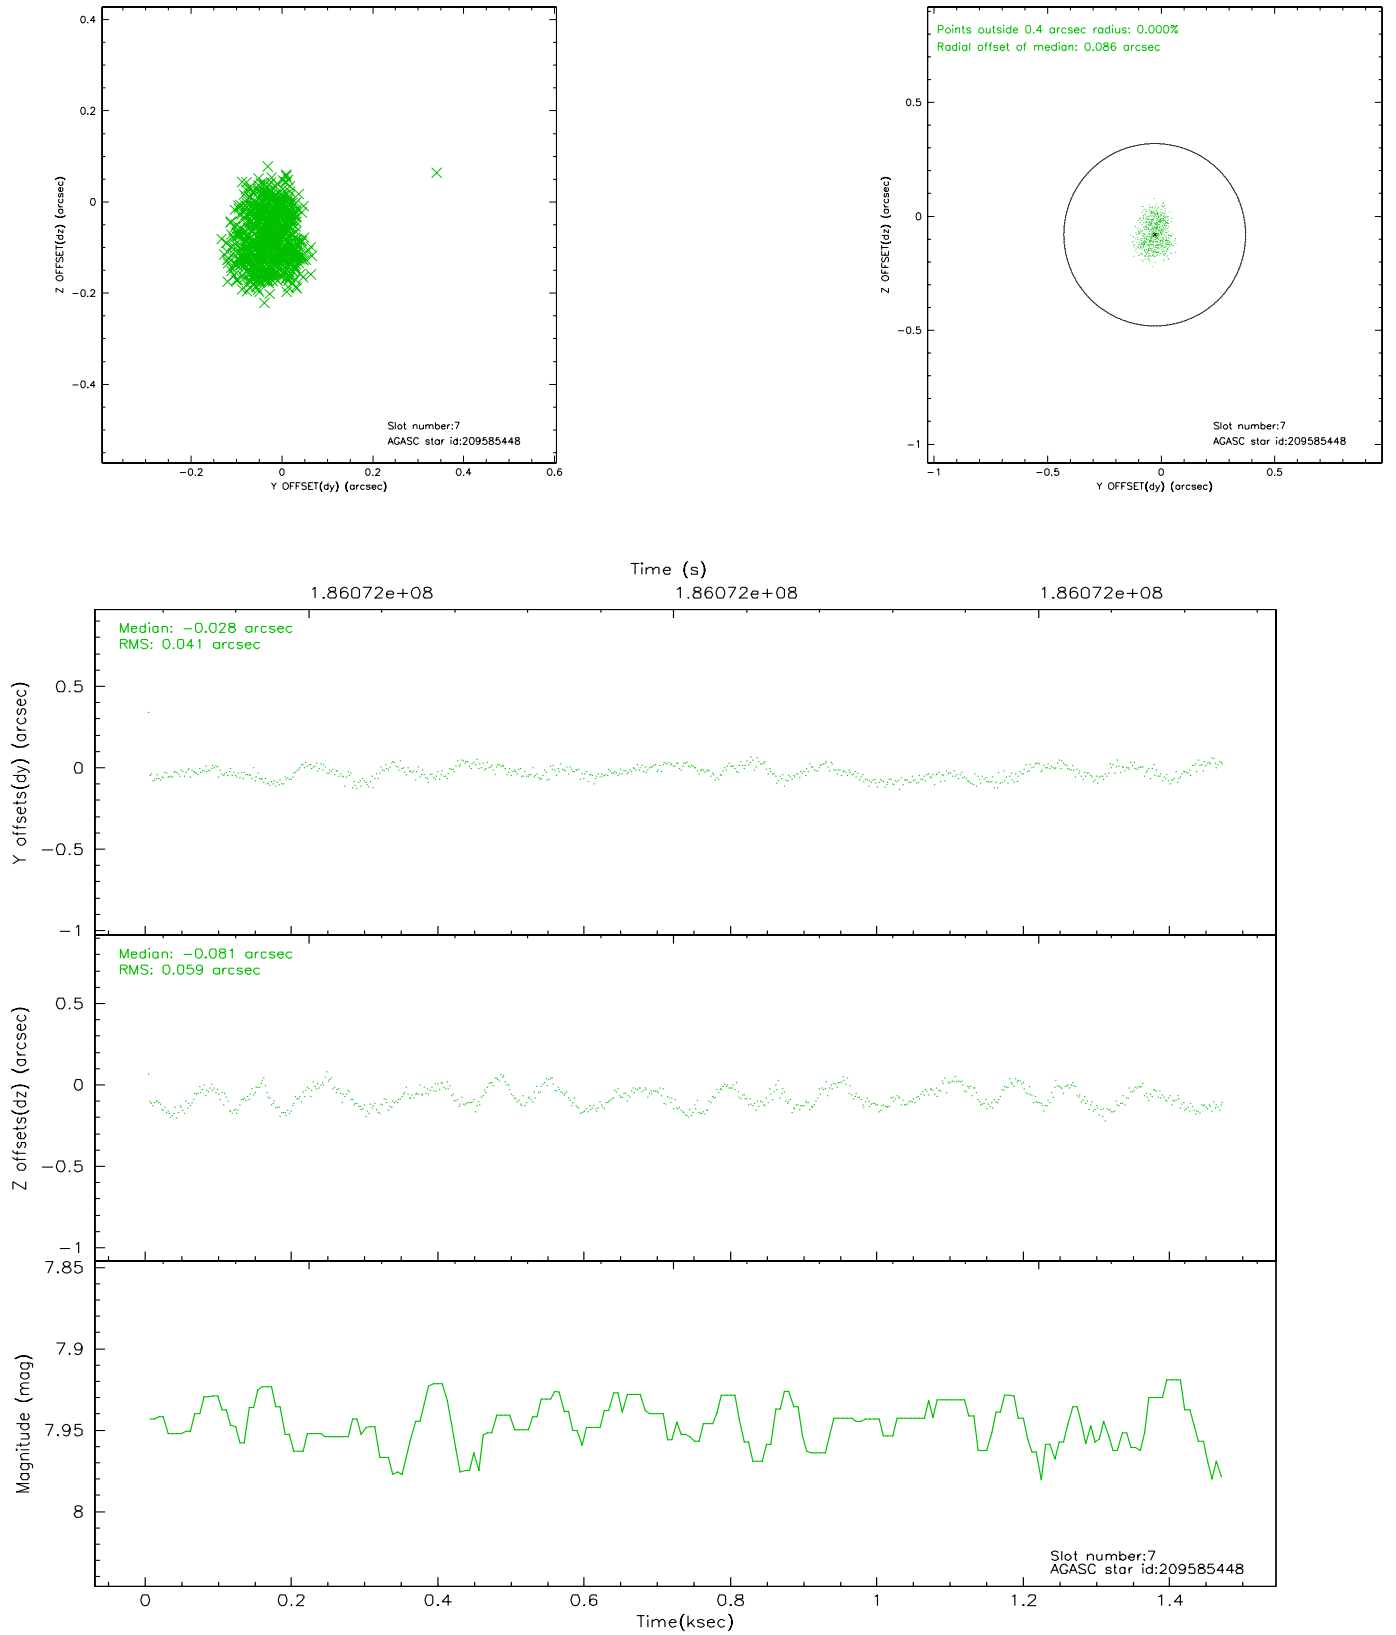 0.4
0.2
0
-0.2
-0.4
Z OFFSET(dz) (arcsec)
Slot number:7
AGASC star id:209585448
-0.2 0 0.2 0.4 0.6
Y OFFSET(dy) (arcsec)
Points outside 0.4 arcsec radius: 0.000%
Radial offset of median: 0.086 arcsec
0.5
0
-0.5
-1
Z OFFSET(dz) (arcsec)
Slot number:7
AGASC star id:209585448
-1 -0.5 0 0.5
Y OFFSET(dy) (arcsec)
Time (s)
1.86072e+08 1.86072e+08 1.86072e+08
Median: -0.028 arcsec
RMS: 0.041 arcsec
0.5
0
-0.5
-1
Y offsets(dy) (arcsec)
Median: -0.081 arcsec
RMS: 0.059 arcsec
0.5
0
-0.5
-1
Z offsets(dz) (arcsec)
7.85
7.9
7.95
8
Magnitude (mag)
Slot number:7
AGASC star id:209585448
0 0.2 0.4 0.6 0.8 1 1.2 1.4
Time(ksec)